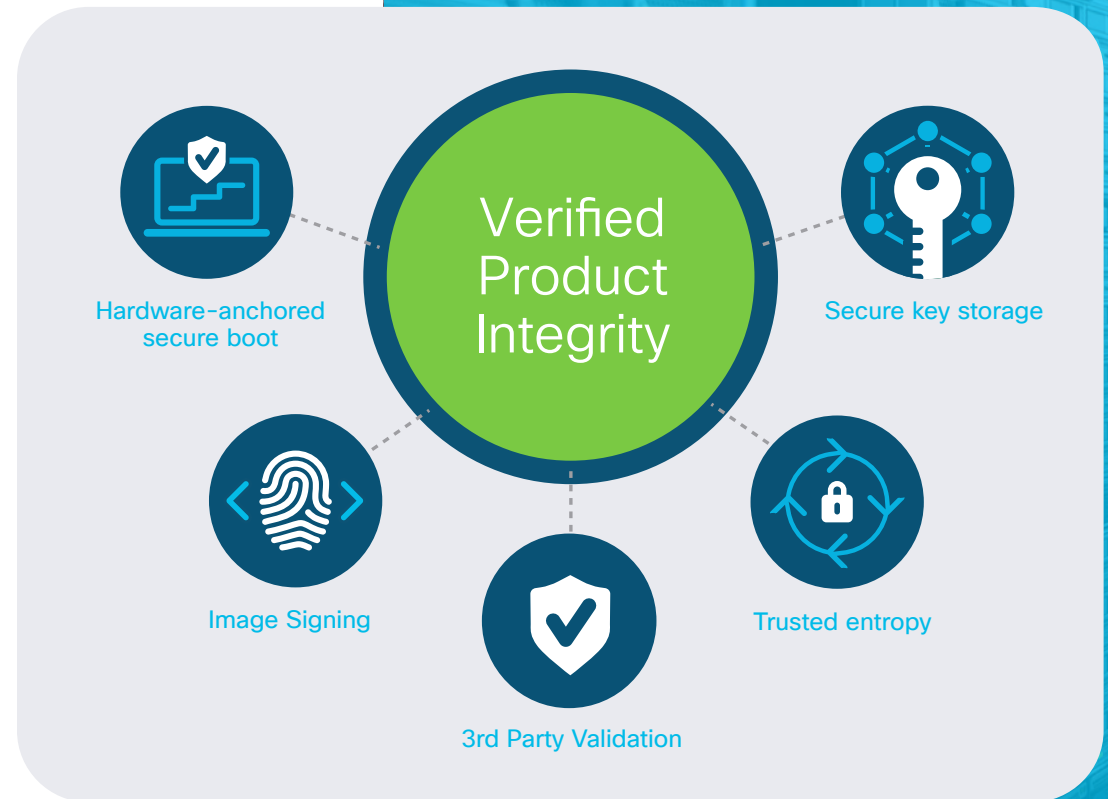 Verified
Product
Integrity
Hardware-anchored
secure boot
Secure key storage
Image Signing
Trusted entropy
3rd Party Validation